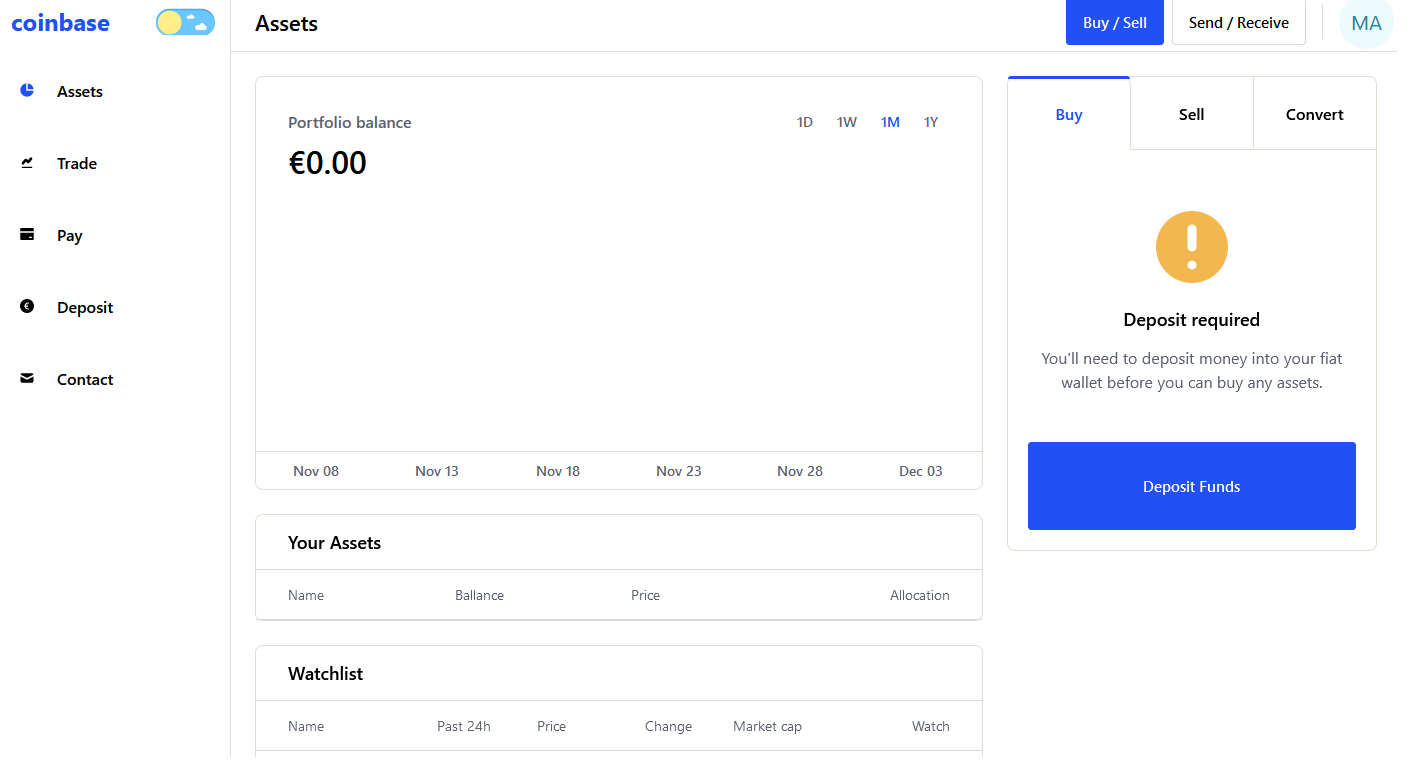 coinbase
Assets
Trade
Pay
Deposit
Contact
Assets
Buy / Sell
Send / Receive
MA
Portfolio balance
1D 1W 1M 1Y
€0.00
Nov 08 Nov 13 Nov 18 Nov 23 Nov 28 Dec 03
Your Assets
Name Ballance Price Allocation
Watchlist
Name Past 24h Price Change Market cap Watch
Buy Sell Convert
Deposit required
You'll need to deposit money into your fiat
wallet before you can buy any assets.
Deposit Funds